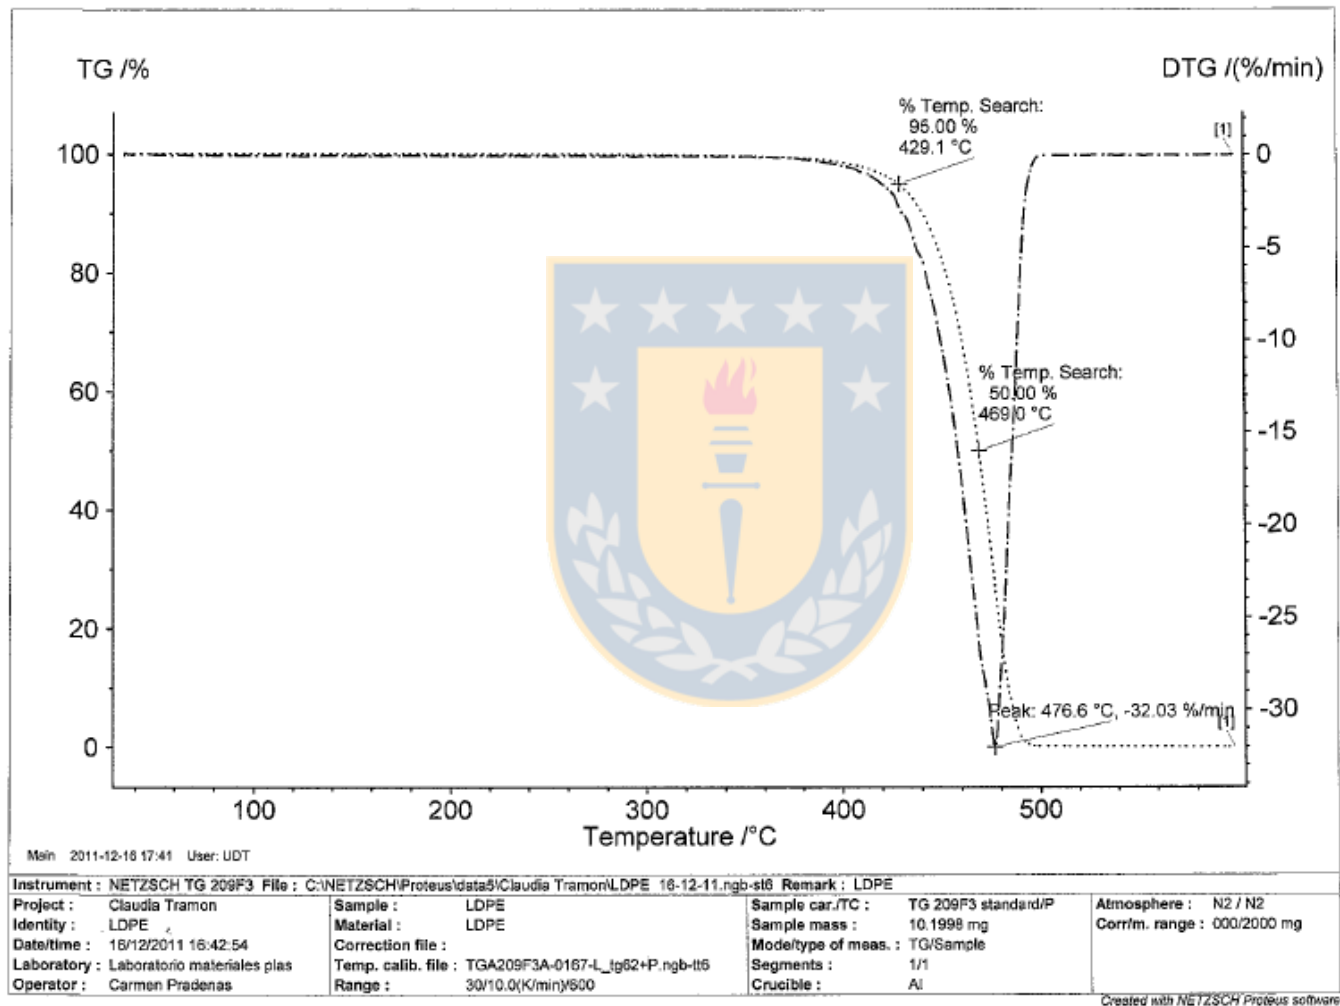 TG /%
DTG /(%/min)
% Temp. Search:
95.00 %
429.1 °C
[1]
100
80
60
40
20
0
0
-5
-10
-15
-20
-25
-30
% Temp. Search:
50.00 %
469.0 °C
Peak: 476.6 °C, -32.03 %/min
[1]
100 200 300 400 500
Temperature /°C
Main 2011-12-16 17:41 User: UDT
Instrument : NETZSCH TG 209F3 File : C:\NETZSCH\Proteus\data5\Claudia Tramon\LDPE 16-12-11.ngb-st6 Remark : LDPE
Project : Claudia Tramon Sample : LDPE Sample car./TC : TG 209F3 standard/P Atmosphere : N2 / N2
Identity : LDPE Material : LDPE Sample mass : 10.1998 mg Corr/m. range : 000/2000 mg
Date/time : 16/12/2011 16:42:54 Correction file : Mode/type of meas. : TG/Sample
Laboratory : Laboratorio materiales plas Temp. calib. file : TGA209F3A-0167-L_tg62+P.ngb-tt6 Segments : 1/1
Operator : Carmen Pradenas Range : 30/10.0(K/min)/600 Crucible : Al
Created with NETZSCH Proteus software